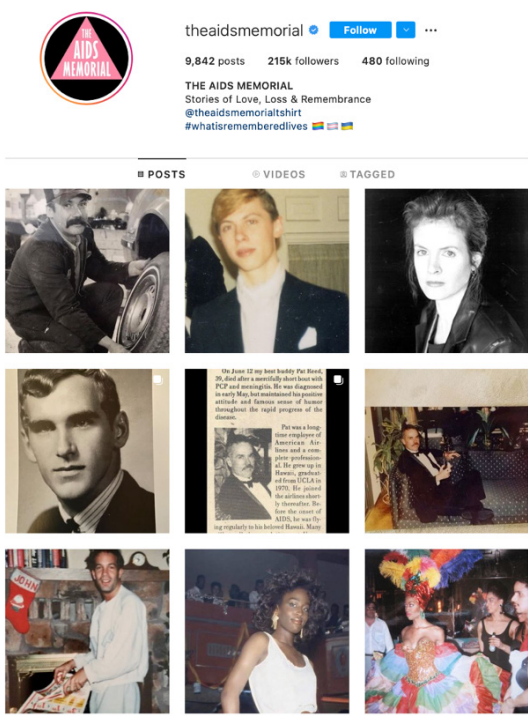 THE
AIDS
MEMORIAL
theaidsmemorial
Follow
9,842 posts 215k followers 480 following
THE AIDS MEMORIAL
Stories of Love, Loss & Remembrance
@theaidsmemorialtshirt
#whatisrememberedlives
POSTS VIDEOS TAGGED
On June 12 my best buddy Pat Reed,
39, died after a mercifully short bout with
PCP and meningitis. He was diagnosed
in early May, but maintained his positive
attitude and famous sense of humor
throughout the rapid progress of the
disease.
Pat was a long-
time employee of
American Air-
lines and a com-
plete profession-
al. He grew up in
Hawaii, graduat-
ed from UCLA in
1970. He joined
the airlines short-
ly thereafter. Be-
fore the onset of
AIDS, he was fly-
ing regularly to his beloved Hawaii. Many
JOHN